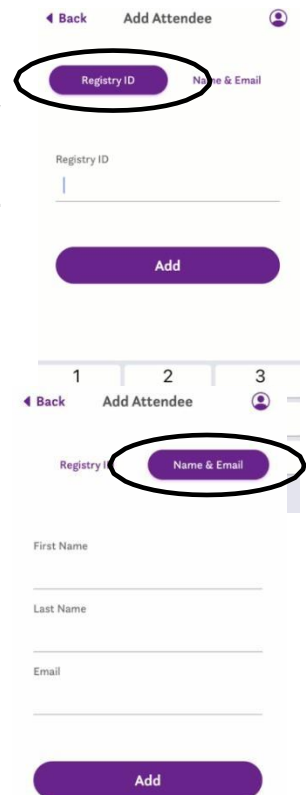 Back Add Attendee
Registry ID Name & Email
Registry ID
Add
1 2 3
Back Add Attendee
Registry ID Name & Email
First Name
Last Name
Email
Add